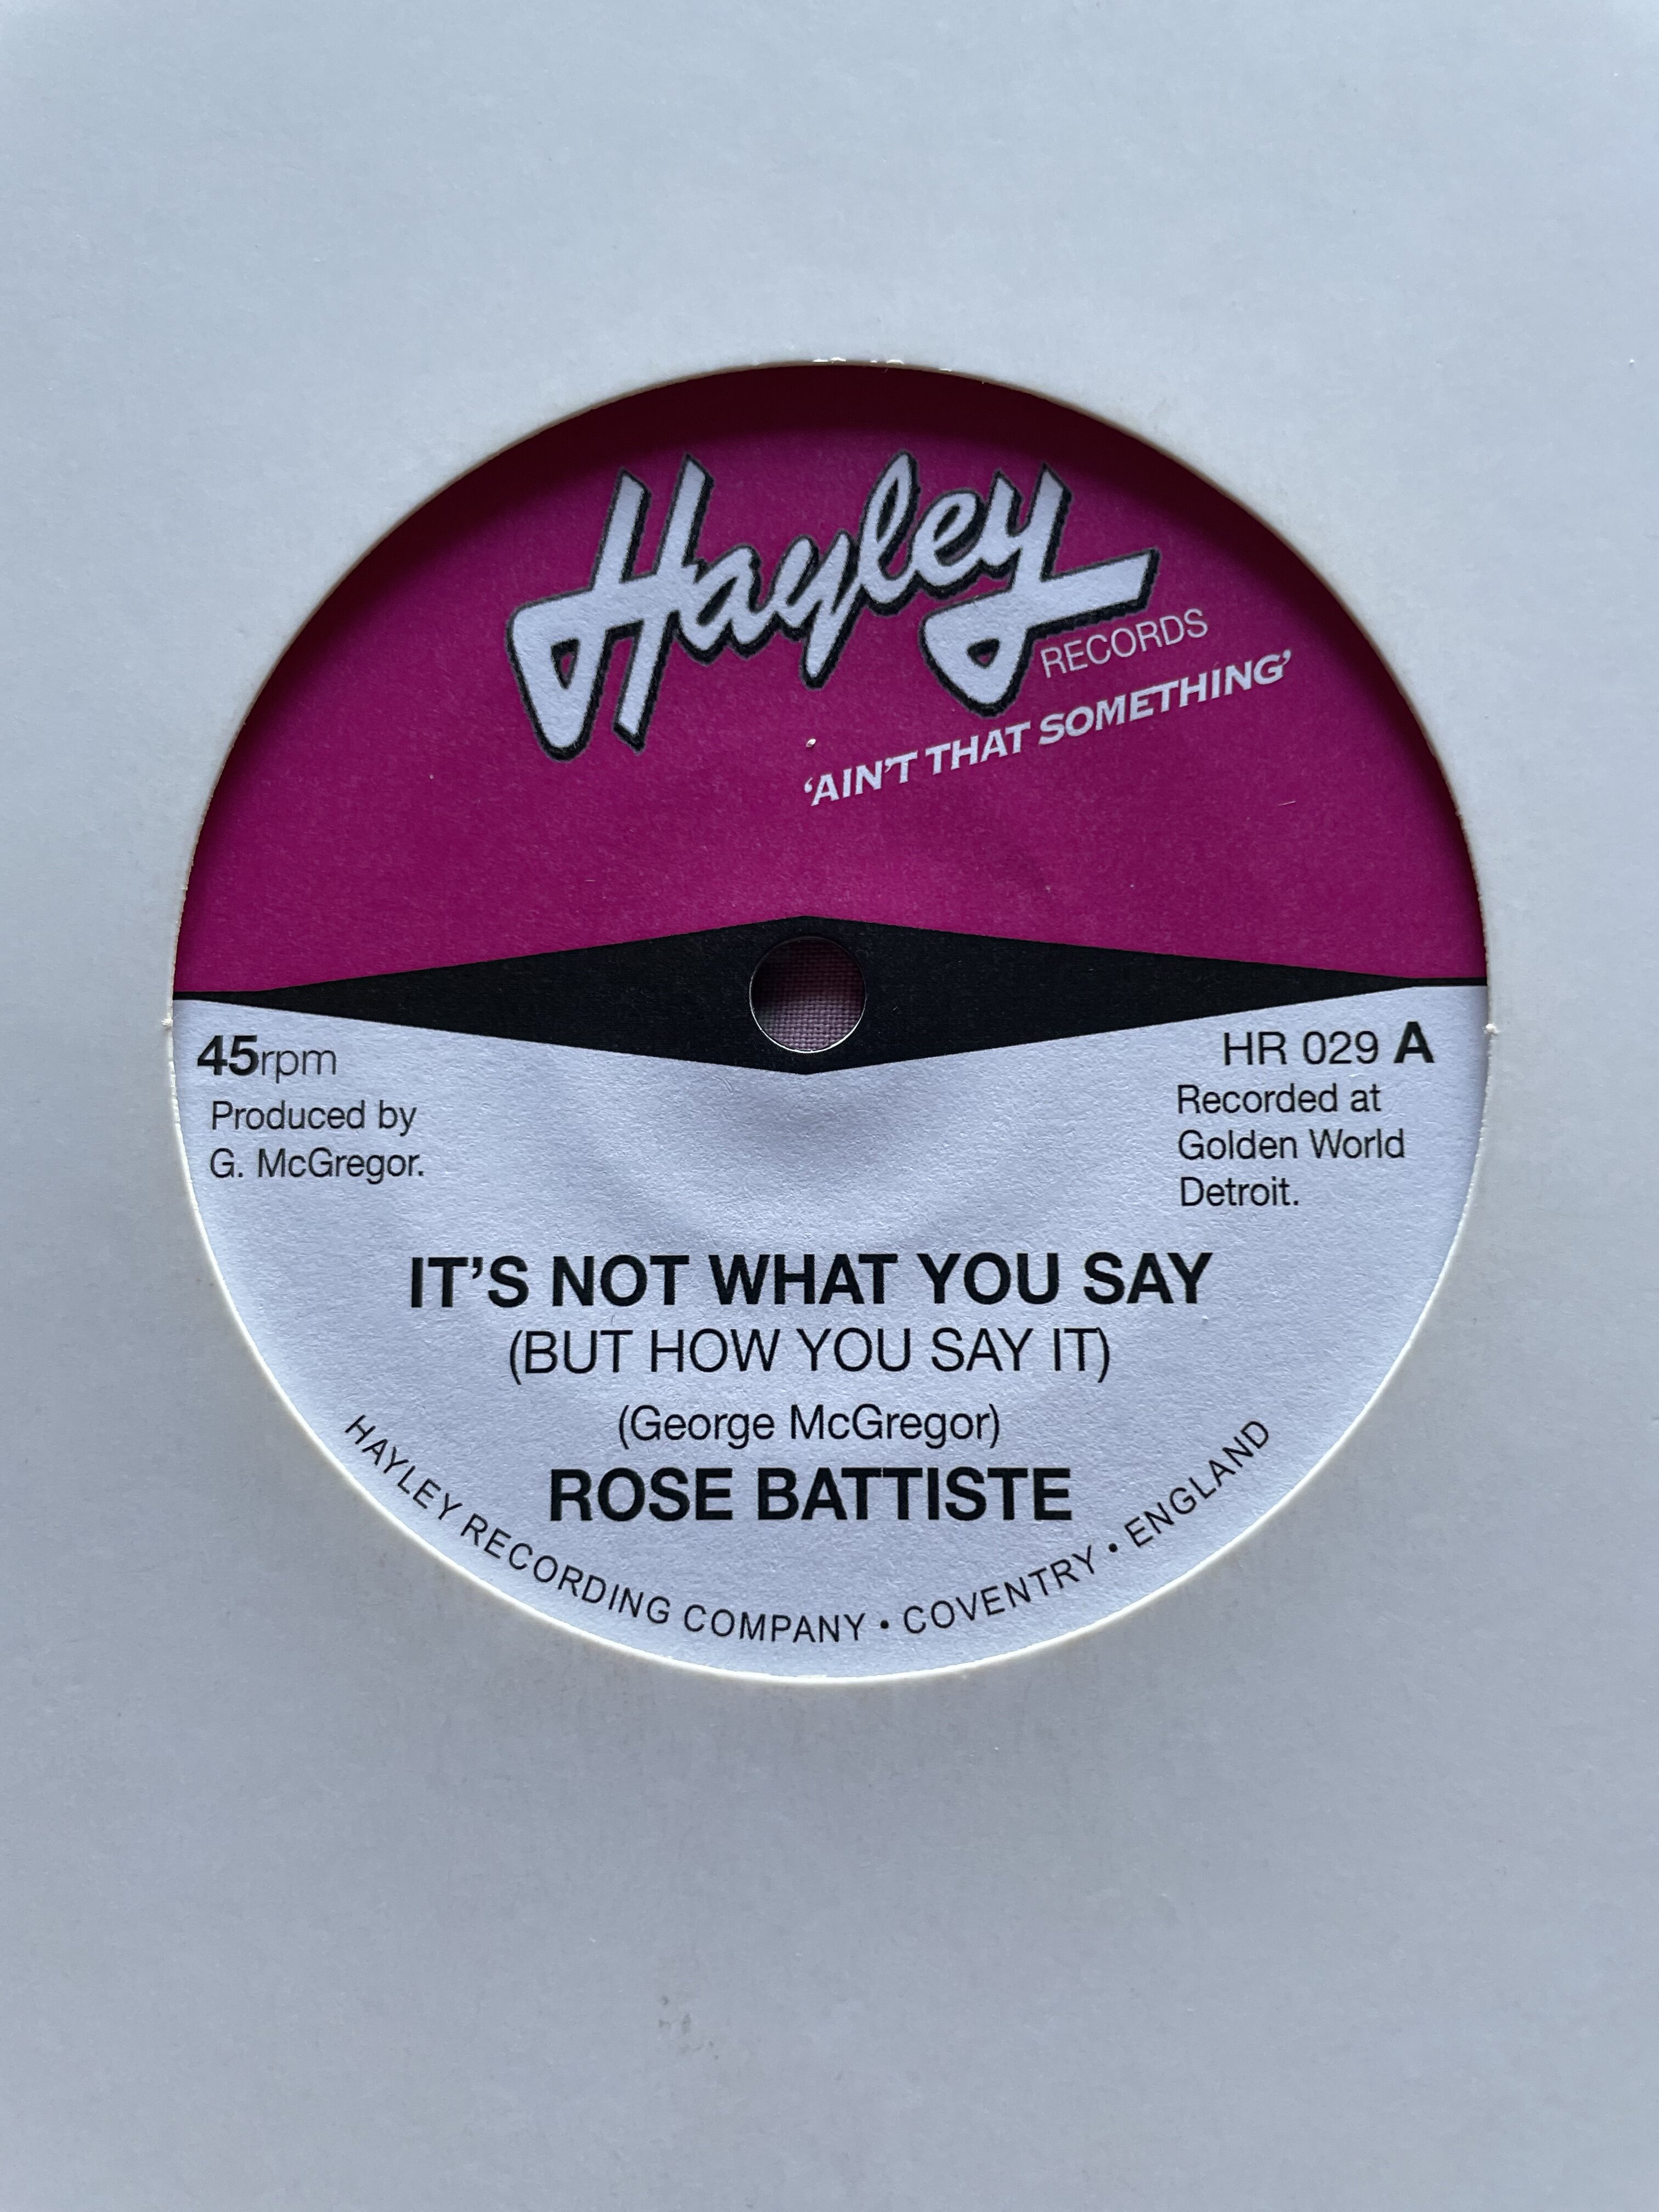 Hayley
RECORDS
‘AIN’T THAT SOMETHING’
45rpm
Produced by
G. McGregor.
HR 029 A
Recorded at
Golden World
Detroit.
IT’S NOT WHAT YOU SAY
(BUT HOW YOU SAY IT)
(George McGregor)
ROSE BATTISTE
HAYLEY RECORDING COMPANY • COVENTRY • ENGLAND